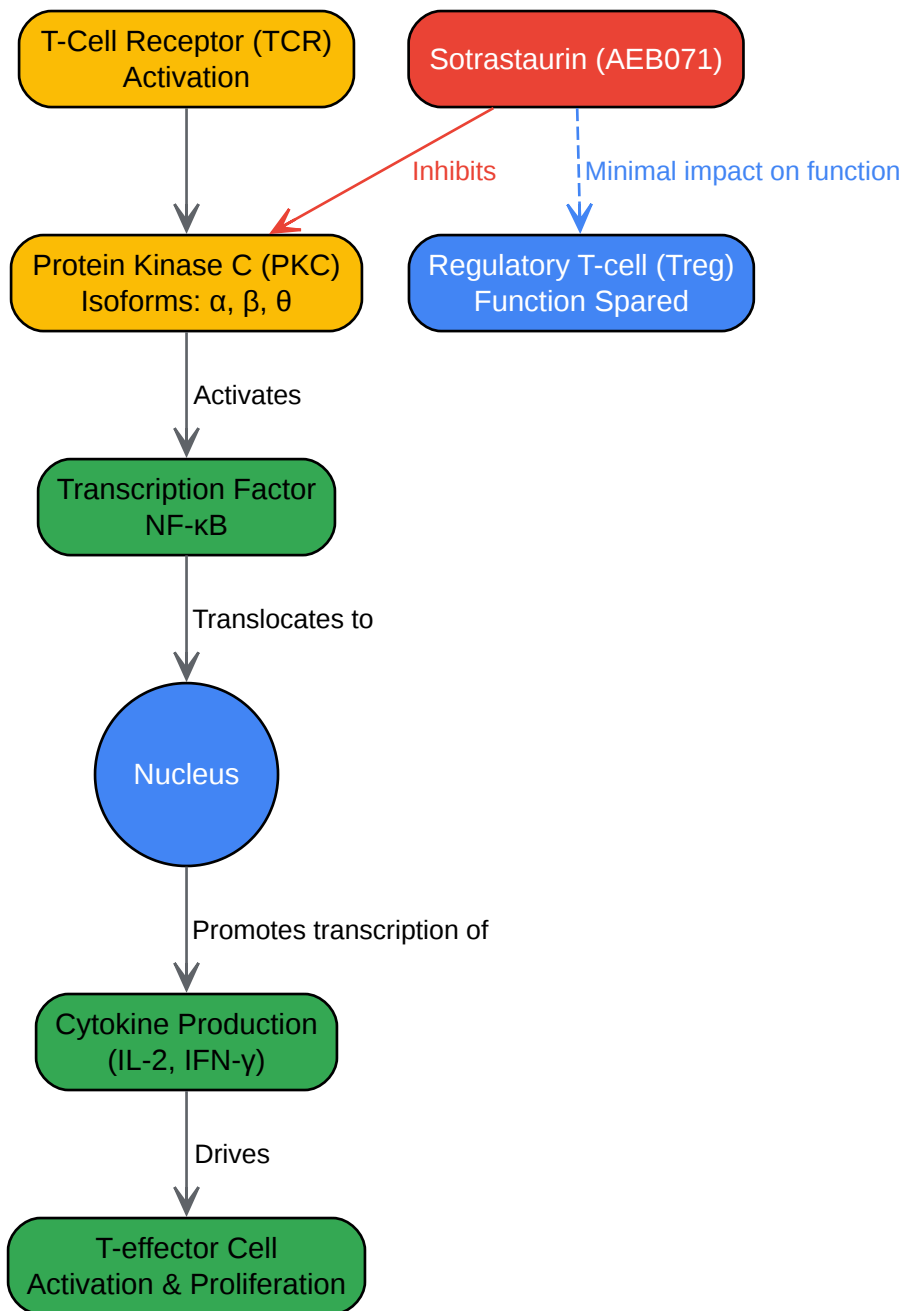 T-Cell Receptor (TCR)
Activation
Sotrastaurin (AEB071)
Inhibits
Minimal impact on function
Protein Kinase C (PKC)
Isoforms: α, β, θ
Regulatory T-cell (Treg)
Function Spared
Activates
Transcription Factor
NF-κB
Translocates to
Nucleus
Promotes transcription of
Cytokine Production
(IL-2, IFN-γ)
Drives
T-effector Cell
Activation & Proliferation